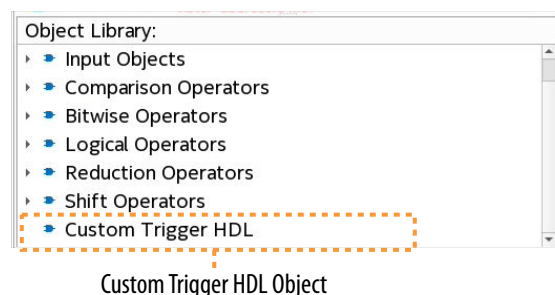 Object Library:
Input Objects
Comparison Operators
Bitwise Operators
Logical Operators
Reduction Operators
Shift Operators
Custom Trigger HDL
Custom Trigger HDL Object